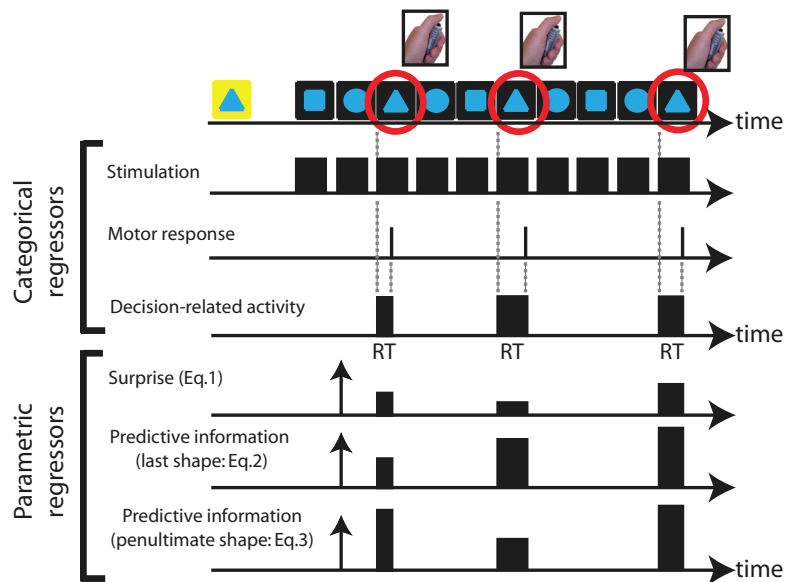 time
Categorical
regressors
Stimulation
Motor response
Decision-related activity
time
RT
RT
RT
Parametric
regressors
Surprise (Eq.1)
Predictive information
(last shape: Eq.2)
Predictive information
(penultimate shape: Eq.3)
time